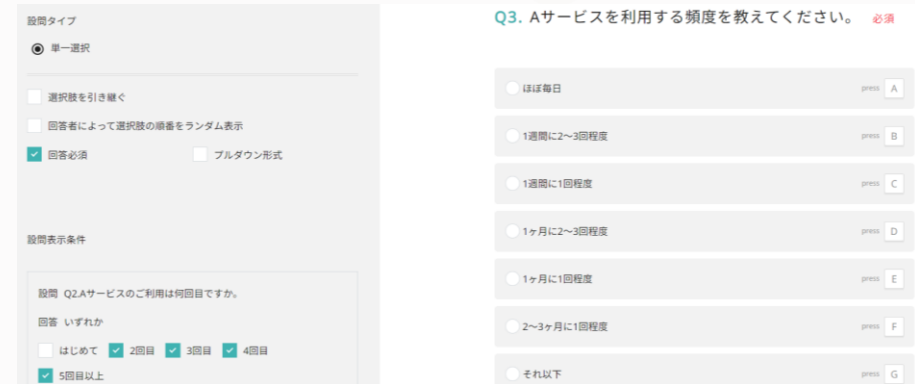 設問タイプ
単一選択
選択肢を引き継ぐ
回答者によって選択肢の順番をランダム表示
回答必須 プルダウン形式
設問表示条件
設問 Q2.Aサービスのご利用は何回目ですか。
回答 いずれか
はじめて 2回目 3回目 4回目
5回目以上
Q3. Aサービスを利用する頻度を教えてください。 必須
ほぼ毎日 press A
1週間に2〜3回程度 press B
1週間に1回程度 press C
1ヶ月に2〜3回程度 press D
1ヶ月に1回程度 press E
2〜3ヶ月に1回程度 press F
それ以下 press G